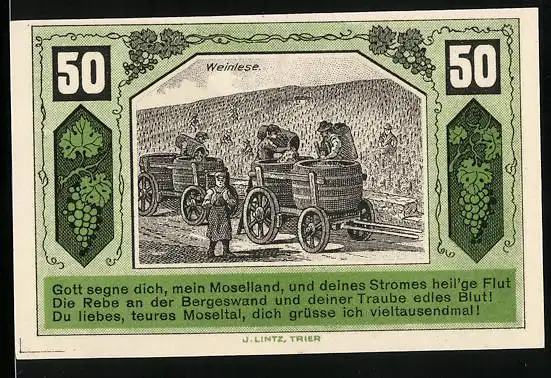 50
50
Weinlese.
Gott segne dich, mein Moselland, und deines Stromes heil'ge Flut
Die Rebe an der Bergeswand und deiner Traube edles Blut!
Du liebes, teures Moseltal, dich grüsse ich vieltausendmal!
J. LINTZ, TRIER